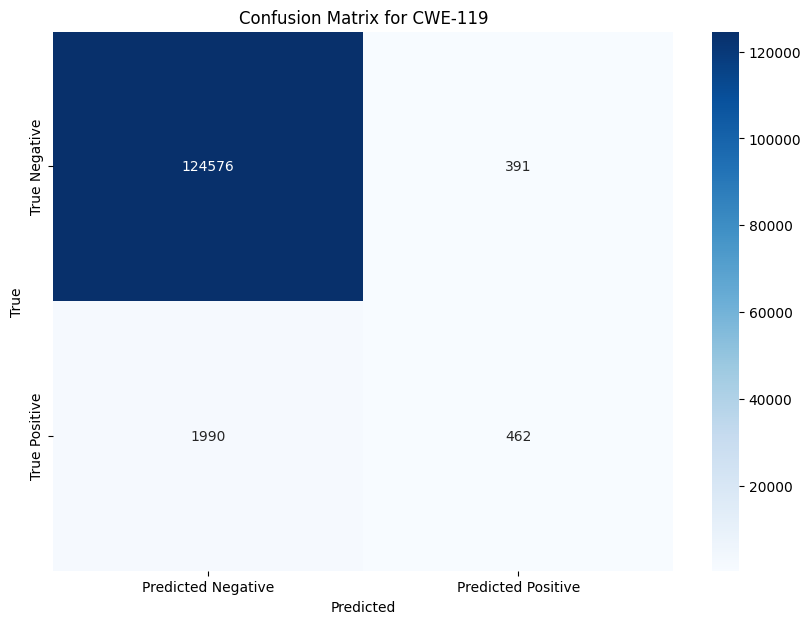 Confusion Matrix for CWE-119
True
True Negative
True Positive
124576
391
1990
462
Predicted Negative
Predicted Positive
Predicted
120000
100000
80000
60000
40000
20000